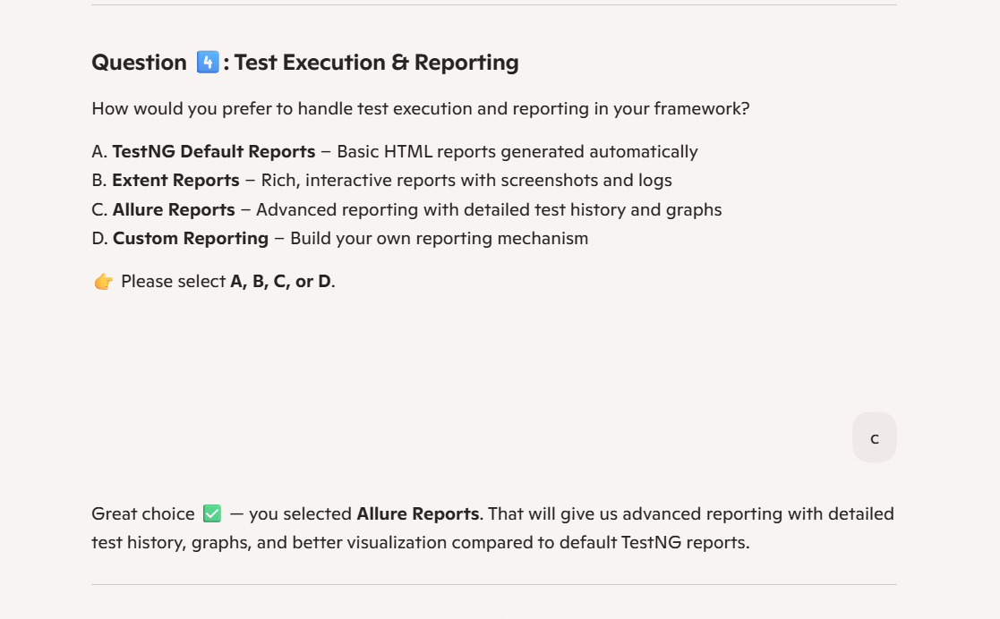 Question 4️⃣: Test Execution & Reporting
How would you prefer to handle test execution and reporting in your framework?
A. TestNG Default Reports – Basic HTML reports generated automatically
B. Extent Reports – Rich, interactive reports with screenshots and logs
C. Allure Reports – Advanced reporting with detailed test history and graphs
D. Custom Reporting – Build your own reporting mechanism
👉 Please select A, B, C, or D.
c
Great choice ✅ — you selected Allure Reports. That will give us advanced reporting with detailed
test history, graphs, and better visualization compared to default TestNG reports.